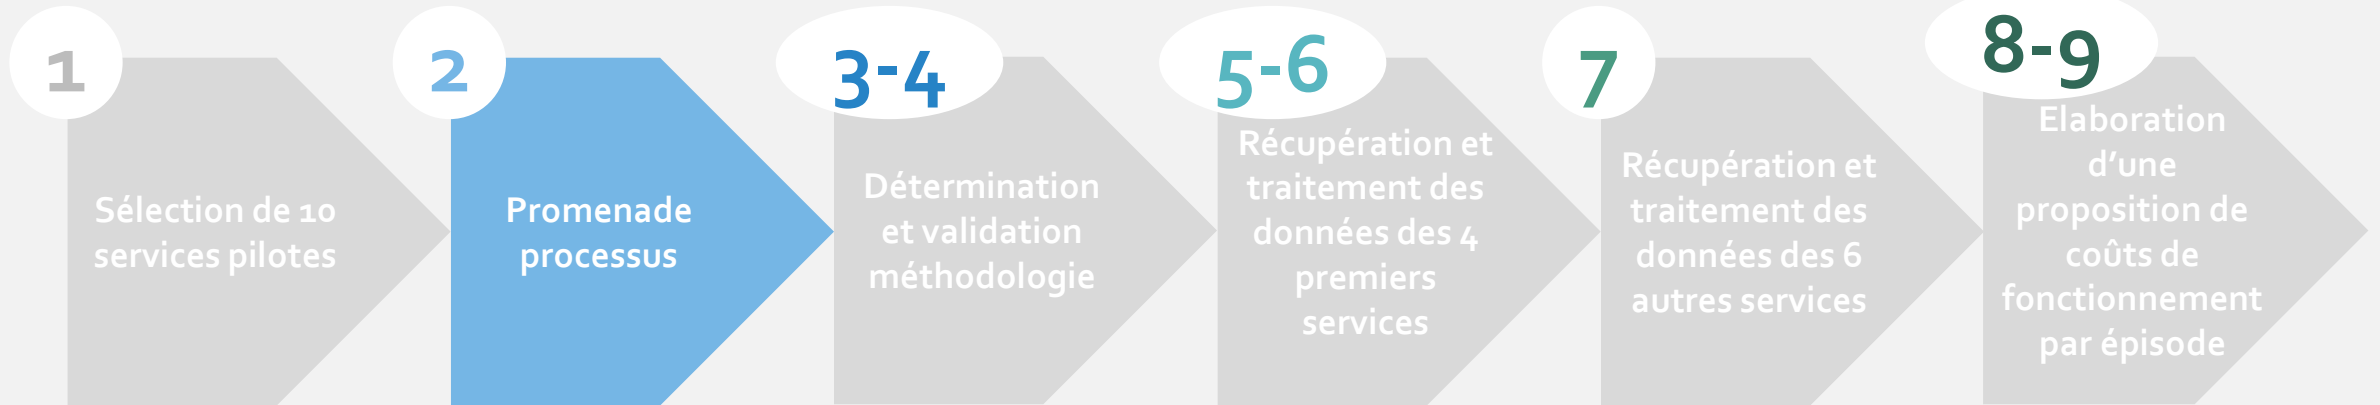 1
Sélection de 10
services pilotes
2
Promenade
processus
3-4
Détermination
et validation
méthodologie
5-6
Récupération et
traitement des
données des 4
premiers
services
7
Récupération et
traitement des
données des 6
autres services
8-9
Elaboration
d’une
proposition de
coûts de
fonctionnement
par épisode